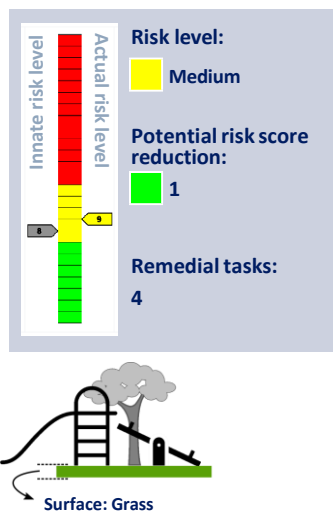 Innate risk level
Actual risk level
8
9
Risk level:
Medium
Potential risk score
reduction:
1
Remedial tasks:
4
Surface: Grass